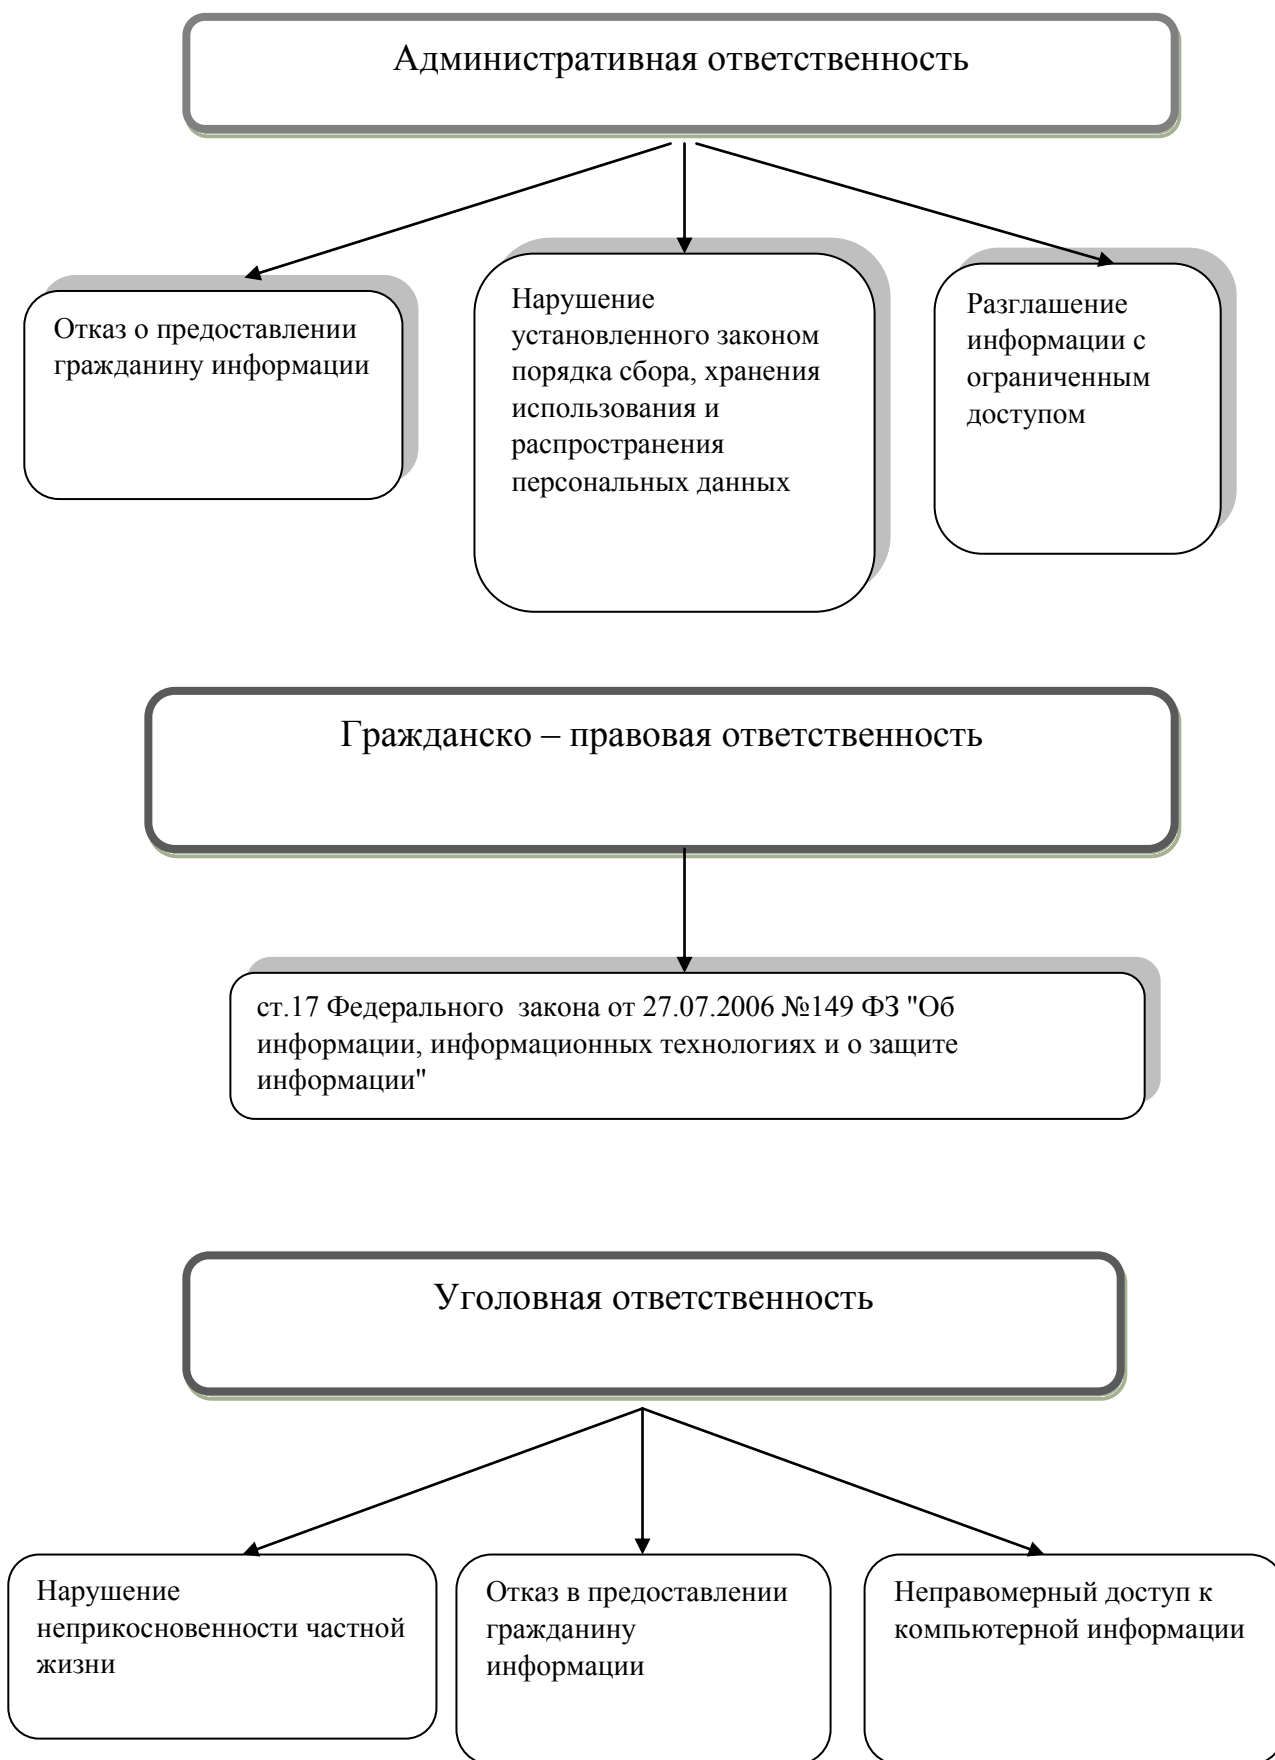 Административная ответственность
Отказ о предоставлении
гражданину информации
Нарушение
установленного законом
порядка сбора, хранения
использования и
распространения
персональных данных
Разглашение
информации с
ограниченным
доступом
Гражданско – правовая ответственность
ст.17 Федерального  закона от 27.07.2006 №149 ФЗ "Об
информации, информационных технологиях и о защите
информации"
Уголовная ответственность
Нарушение
неприкосновенности частной
жизни
Отказ в предоставлении
гражданину
информации
Неправомерный доступ к
компьютерной информации